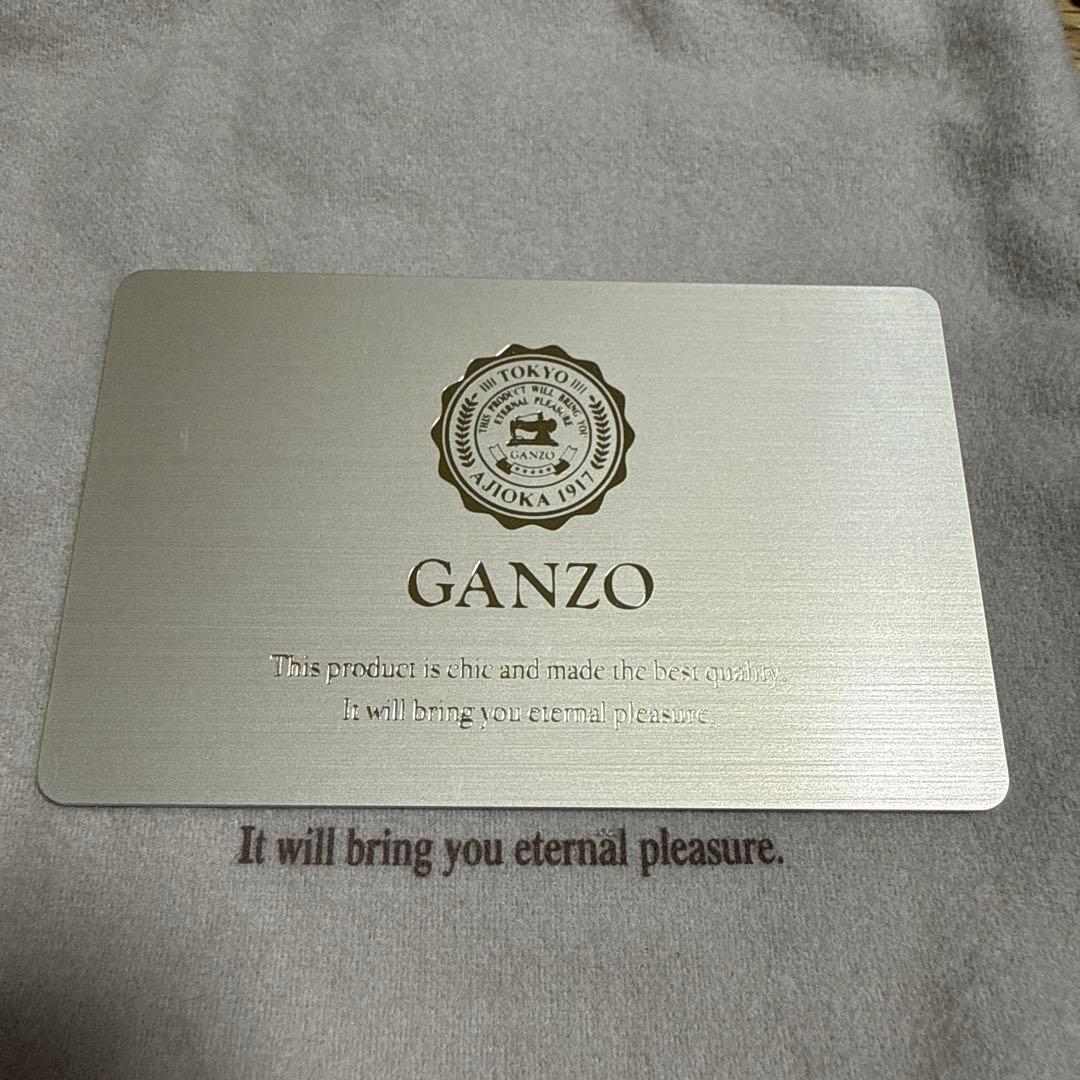 TOKYO
THIS PRODUCT WILL BRING YOU
ETERNAL PLEASURE
GANZO
AJIOKA 1917
GANZO
This product is chic and made the best quality.
It will bring you eternal pleasure.
It will bring you eternal pleasure.